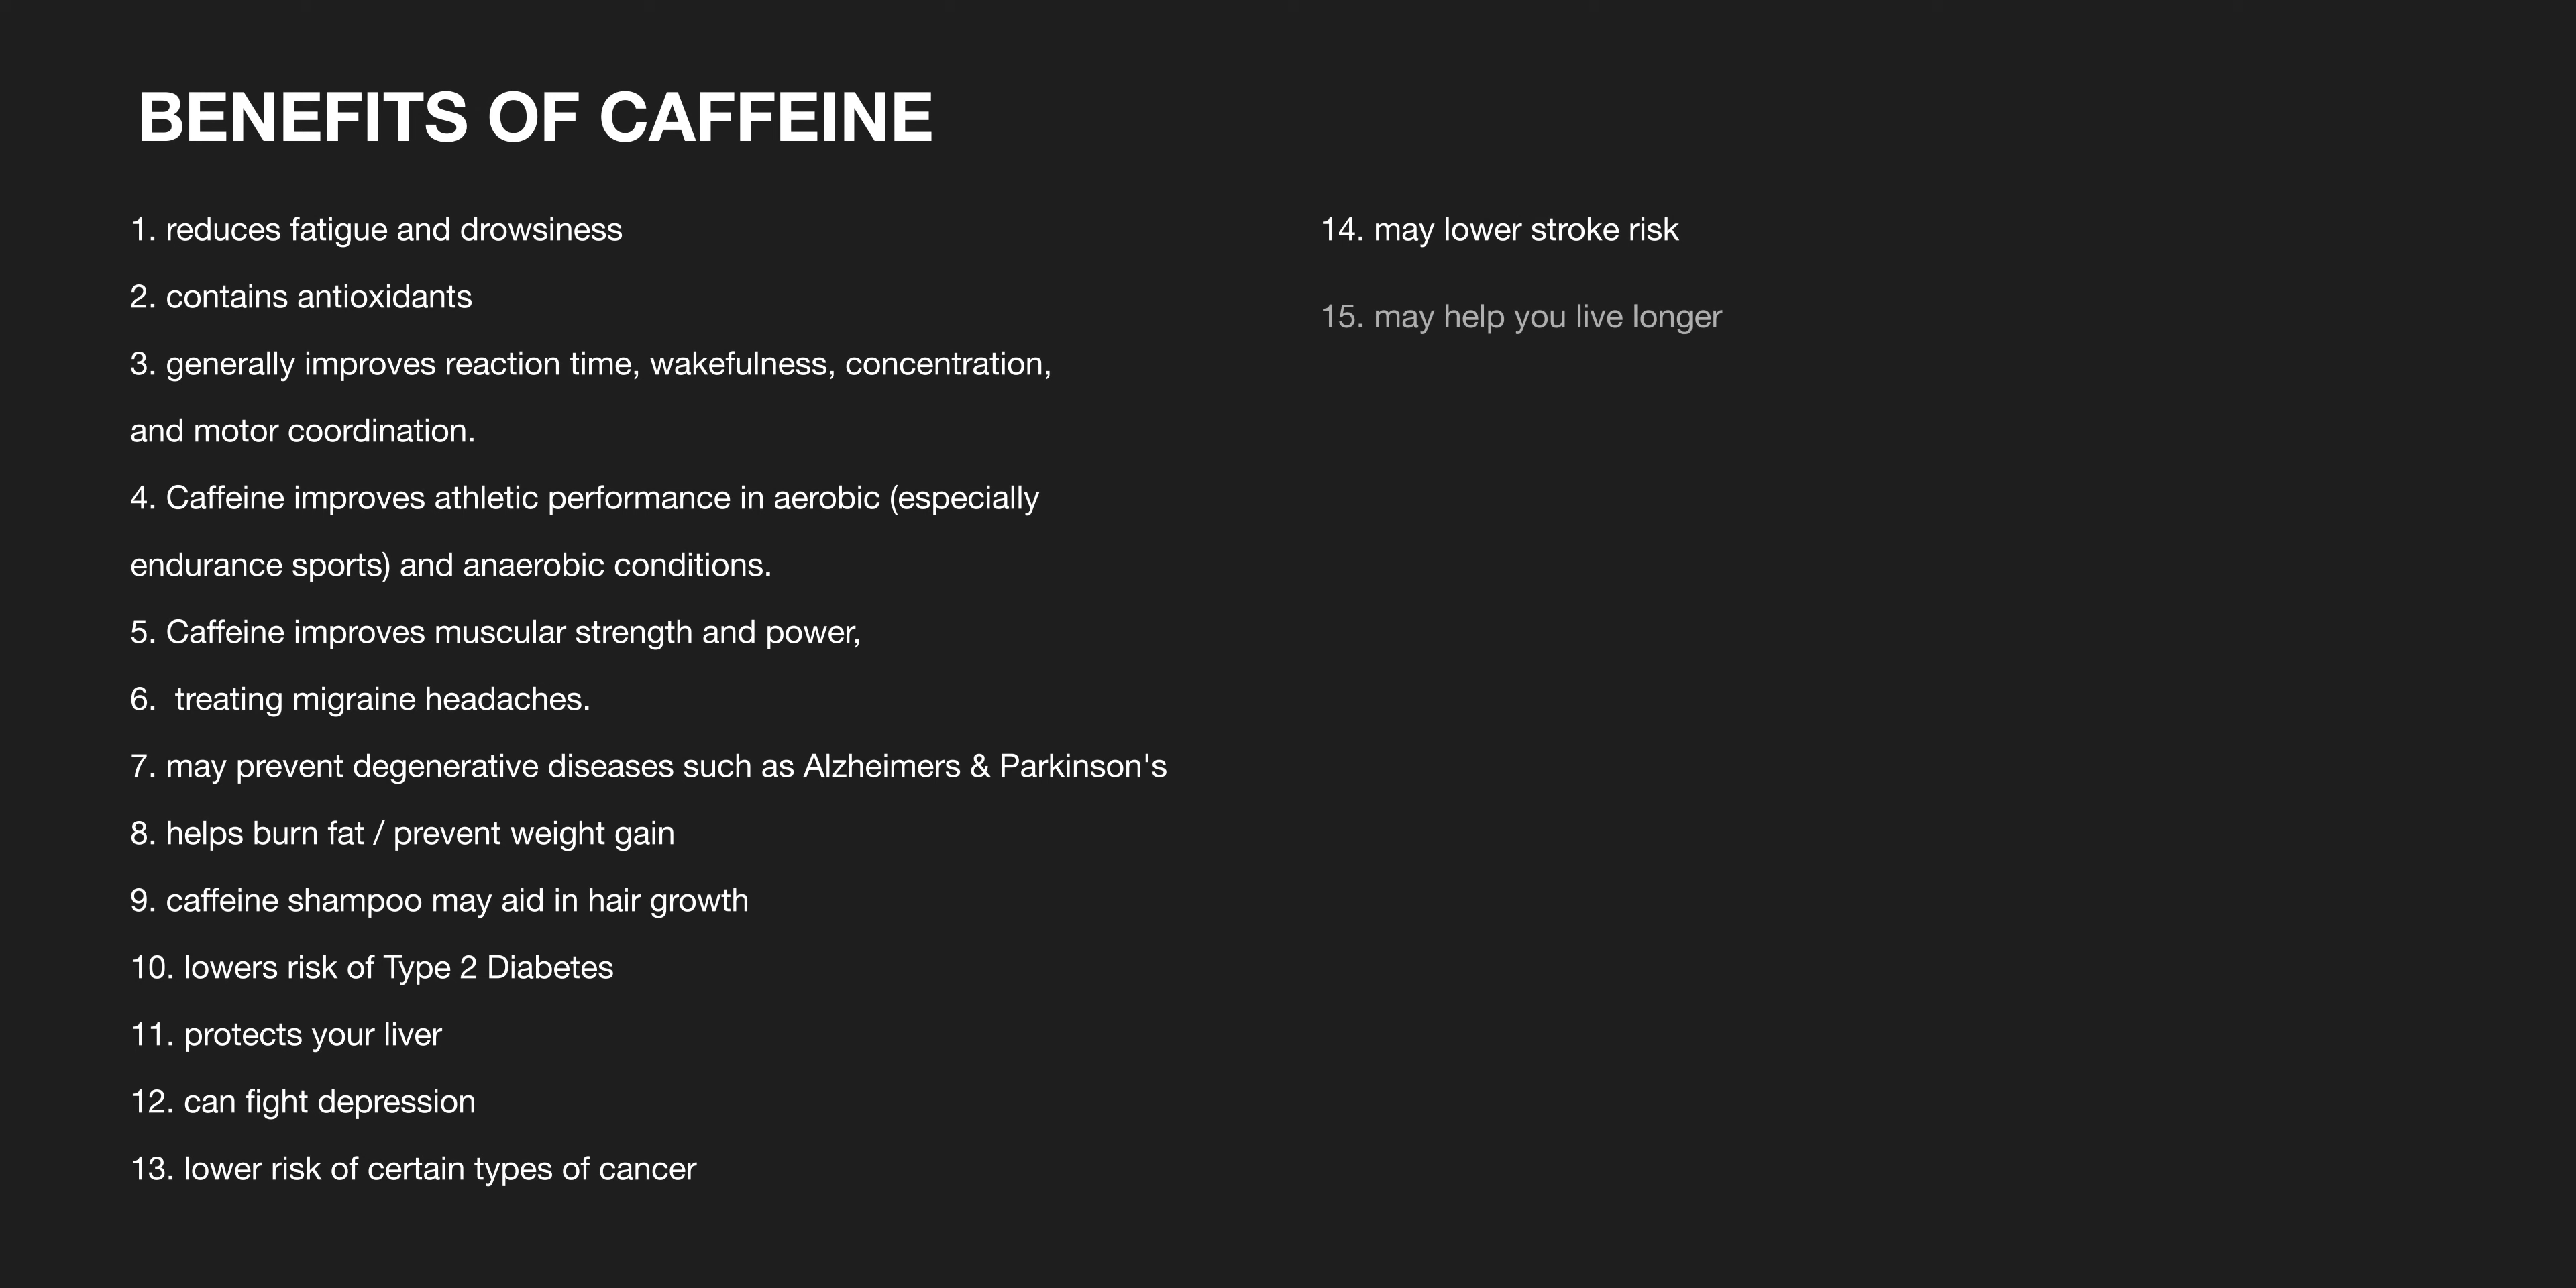 BENEFITS OF CAFFEINE
1. reduces fatigue and drowsiness
2. contains antioxidants
3. generally improves reaction time, wakefulness, concentration,
and motor coordination.
4. Caffeine improves athletic performance in aerobic (especially
endurance sports) and anaerobic conditions.
5. Caffeine improves muscular strength and power,
6.  treating migraine headaches.
7. may prevent degenerative diseases such as Alzheimers & Parkinson's
8. helps burn fat / prevent weight gain
9. caffeine shampoo may aid in hair growth
10. lowers risk of Type 2 Diabetes
11. protects your liver
12. can fight depression
13. lower risk of certain types of cancer
14. may lower stroke risk
15. may help you live longer